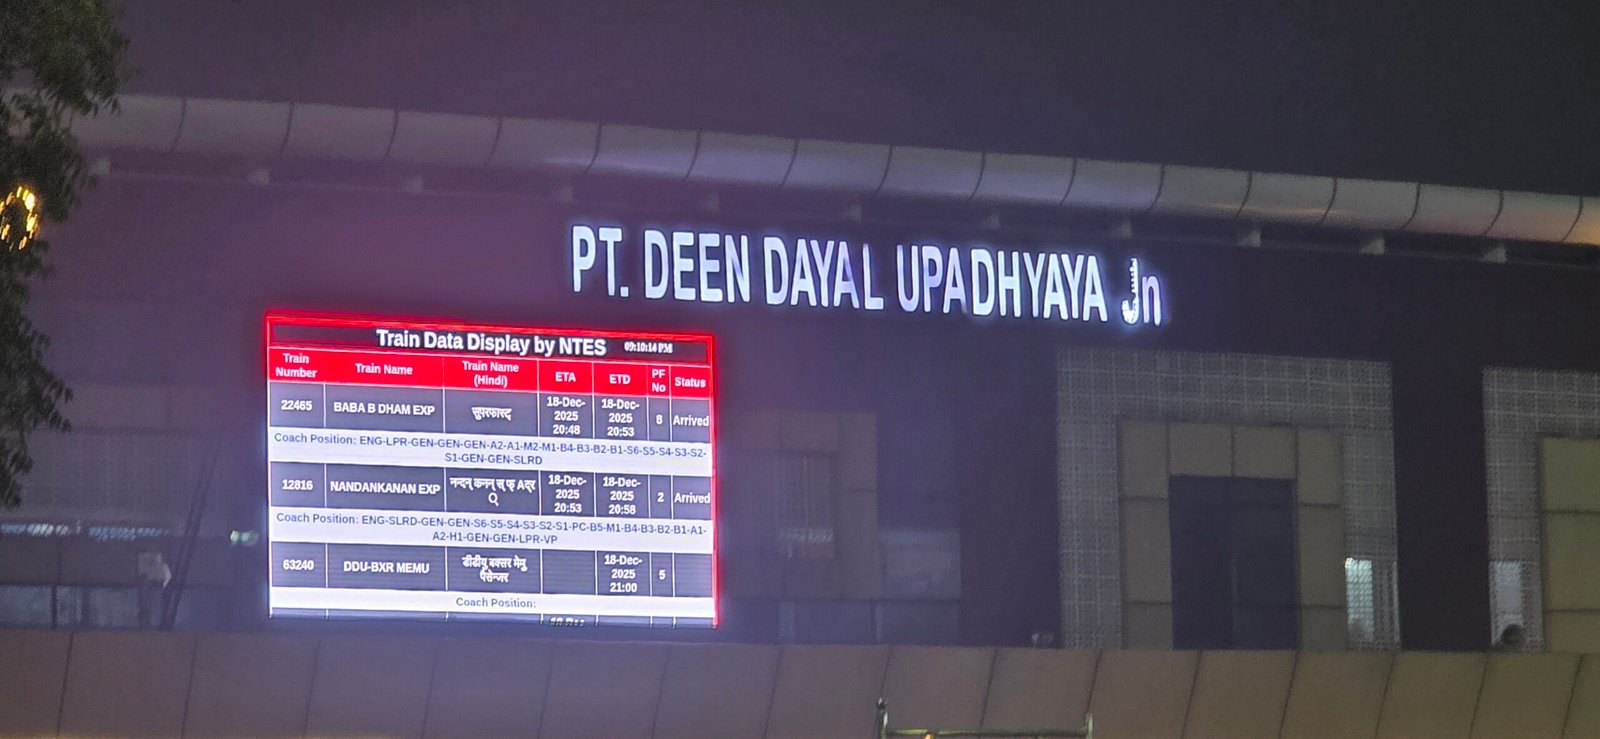 PT. DEEN DAYAL UPADHYAYA Jn
Train Data Display by NTES 09:10:14 PM
Train Number Train Name Train Name (Hindi) ETA ETD PF No Status
22465 BABA B DHAM EXP सुपरफास्ट् 18-Dec-2025 20:48 18-Dec-2025 20:53 8 Arrived
Coach Position: ENG-LPR-GEN-GEN-GEN-A2-A1-M2-M1-B4-B3-B2-B1-S6-S5-S4-S3-S2-
S1-GEN-GEN-SLRD
12816 NANDANKANAN EXP नन्दन् कनन् स् फ् Aद्र 18-Dec-2025 20:53 18-Dec-2025 20:58 2 Arrived
Coach Position: ENG-SLRD-GEN-GEN-S6-S5-S4-S3-S2-S1-PC-B5-M1-B4-B3-B2-B1-A1-
A2-H1-GEN-GEN-LPR-VP
63240 DDU-BXR MEMU डीडीयू बक्सर मेमु पैसेन्जर 18-Dec-2025 21:00 5
Coach Position: